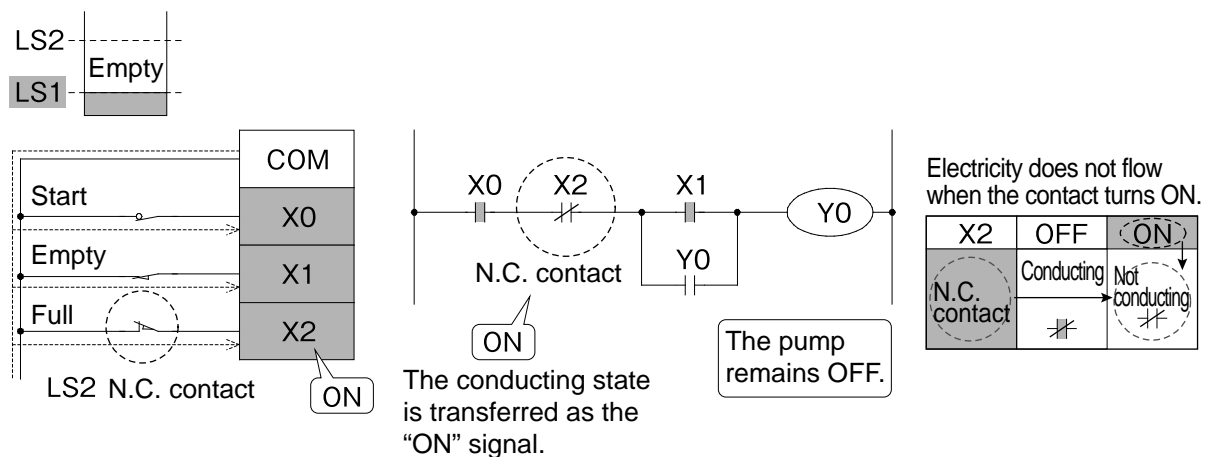 LS2
Empty
LS1
COM
Start
X0
Empty
X1
Full
X2
LS2 N.C. contact
ON
X0 X2 X1
Y0
N.C. contact
Y0
ON
The conducting state
is transferred as the
“ON” signal.
The pump
remains OFF.
Electricity does not flow
when the contact turns ON.
X2 OFF ON
N.C.
contact
Conducting
Not
conducting